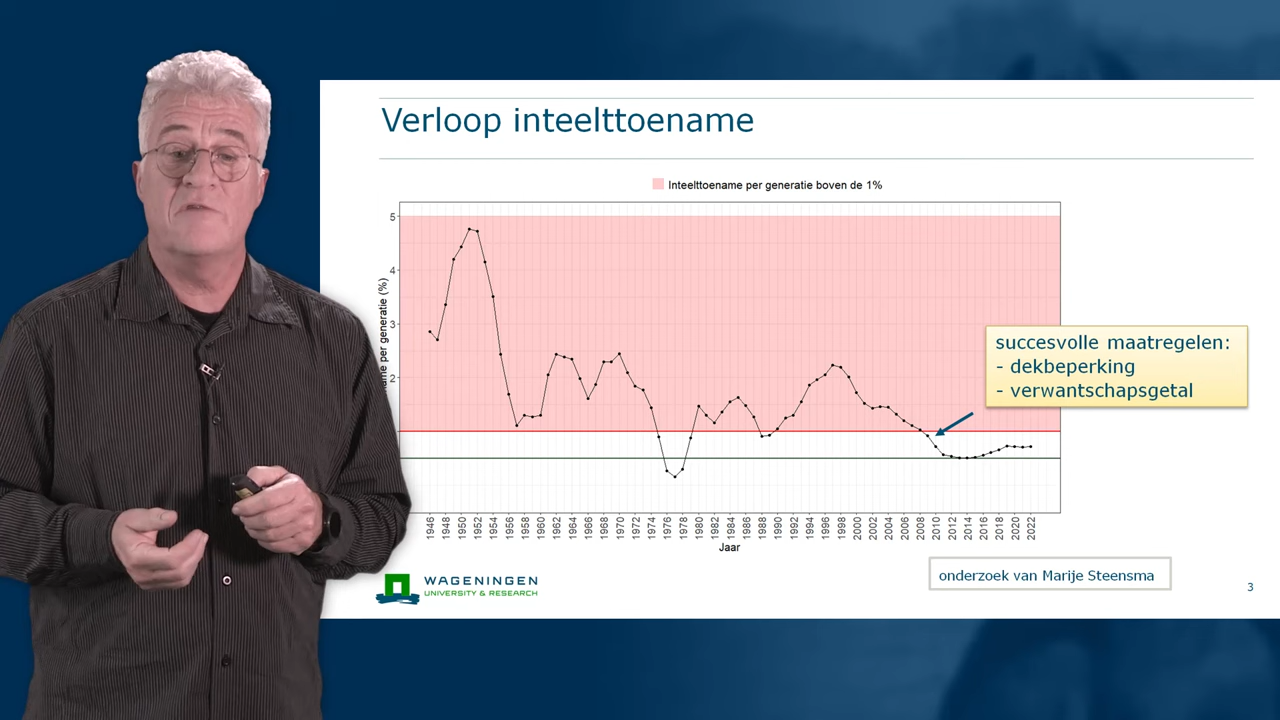 Verloop inteelttoename
Inteelttoename per generatie boven de 1%
5
4
3
2
per generatie (%)
1946 1948 1950 1952 1954 1956 1958 1960 1962 1964 1966 1968 1970 1972 1974 1976 1978 1980 1982 1984 1986 1988 1990 1992 1994 1996 1998 2000 2002 2004 2006 2008 2010 2012 2014 2016 2018 2020 2022
Jaar
succesvolle maatregelen:
- dekbeperking
- verwantschapsgetal
WAGENINGEN
UNIVERSITY & RESEARCH
onderzoek van Marije Steensma
3